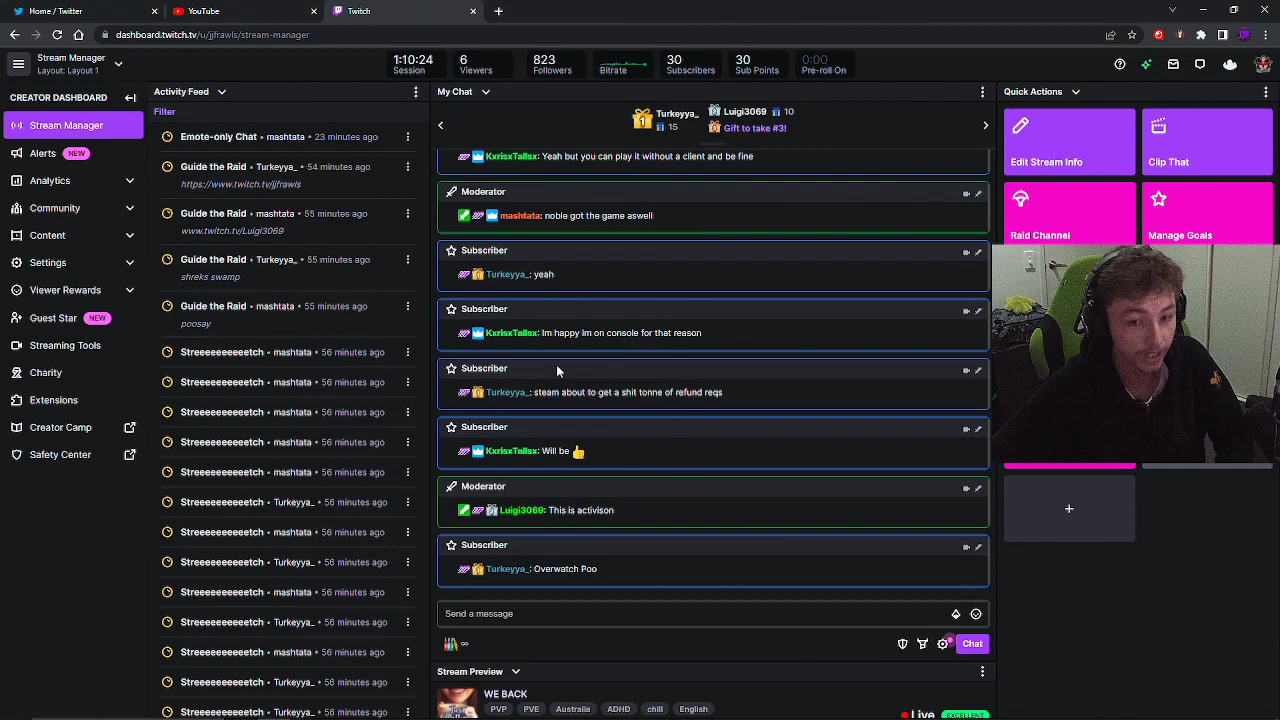 Home / Twitter
YouTube
Twitch
dashboard.twitch.tv/u/jjfrawls/stream-manager
Stream Manager
Layout: Layout 1
1:10:24
Session
6
Viewers
823
Followers
Bitrate
30
Subscribers
30
Sub Points
0:00
Pre-roll On
CREATOR DASHBOARD
Stream Manager
Alerts NEW
Analytics
Community
Content
Settings
Viewer Rewards
Guest Star NEW
Streaming Tools
Charity
Extensions
Creator Camp
Safety Center
Activity Feed
Filter
Emote-only Chat • mashtata • 23 minutes ago
Guide the Raid • Turkeyya_ • 54 minutes ago
https://www.twitch.tv/jjfrawls
Guide the Raid • mashtata • 55 minutes ago
www.twitch.tv/Luigi3069
Guide the Raid • Turkeyya_ • 55 minutes ago
shreks swamp
Guide the Raid • mashtata • 55 minutes ago
poosay
Streeeeeeeeetch • mashtata • 56 minutes ago
Streeeeeeeeetch • mashtata • 56 minutes ago
Streeeeeeeeetch • mashtata • 56 minutes ago
Streeeeeeeeetch • mashtata • 56 minutes ago
Streeeeeeeeetch • mashtata • 56 minutes ago
Streeeeeeeeetch • Turkeyya_ • 56 minutes ago
Streeeeeeeeetch • mashtata • 56 minutes ago
Streeeeeeeeetch • Turkeyya_ • 56 minutes ago
Streeeeeeeeetch • mashtata • 56 minutes ago
Streeeeeeeeetch • Turkeyya_ • 56 minutes ago
Streeeeeeeeetch • Turkeyya_ • 56 minutes ago
Streeeeeeeeetch • Turkeyya_ • 56 minutes ago
Streeeeeeeeetch • mashtata • 56 minutes ago
My Chat
1
Turkeyya_
15
Luigi3069 10
Gift to take #3!
KxrisxTallsx: Yeah but you can play it without a client and be fine
Moderator
mashtata: noble got the game aswell
Subscriber
Turkeyya_: yeah
Subscriber
KxrisxTallsx: Im happy im on console for that reason
Subscriber
Turkeyya_: steam about to get a shit tonne of refund reqs
Subscriber
KxrisxTallsx: Will be 👍
Moderator
Luigi3069: This is activison
Subscriber
Turkeyya_: Overwatch Poo
Send a message
∞
Chat
Stream Preview
WE BACK
PVP PVE Australia ADHD chill English
Live EXCELLENT
Quick Actions
Edit Stream Info
Clip That
Raid Channel
Manage Goals
+